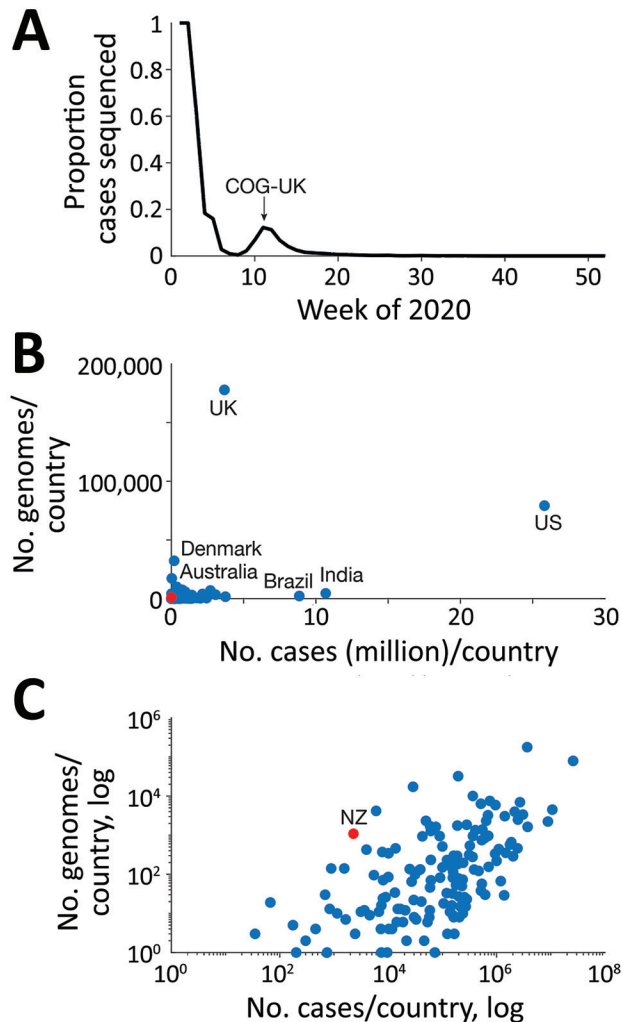 A
1
0.8
0.6
0.4
0.2
0
Proportion
cases sequenced
COG-UK
0 10 20 30 40 50
Week of 2020
B
200,000
100,000
0
No. genomes/
country
UK
US
Denmark
Australia
Brazil
India
0 10 20 30
No. cases (million)/country
C
10⁶
10⁴
10²
10⁰
No. genomes/
country, log
NZ
10⁰ 10² 10⁴ 10⁶ 10⁸
No. cases/country, log